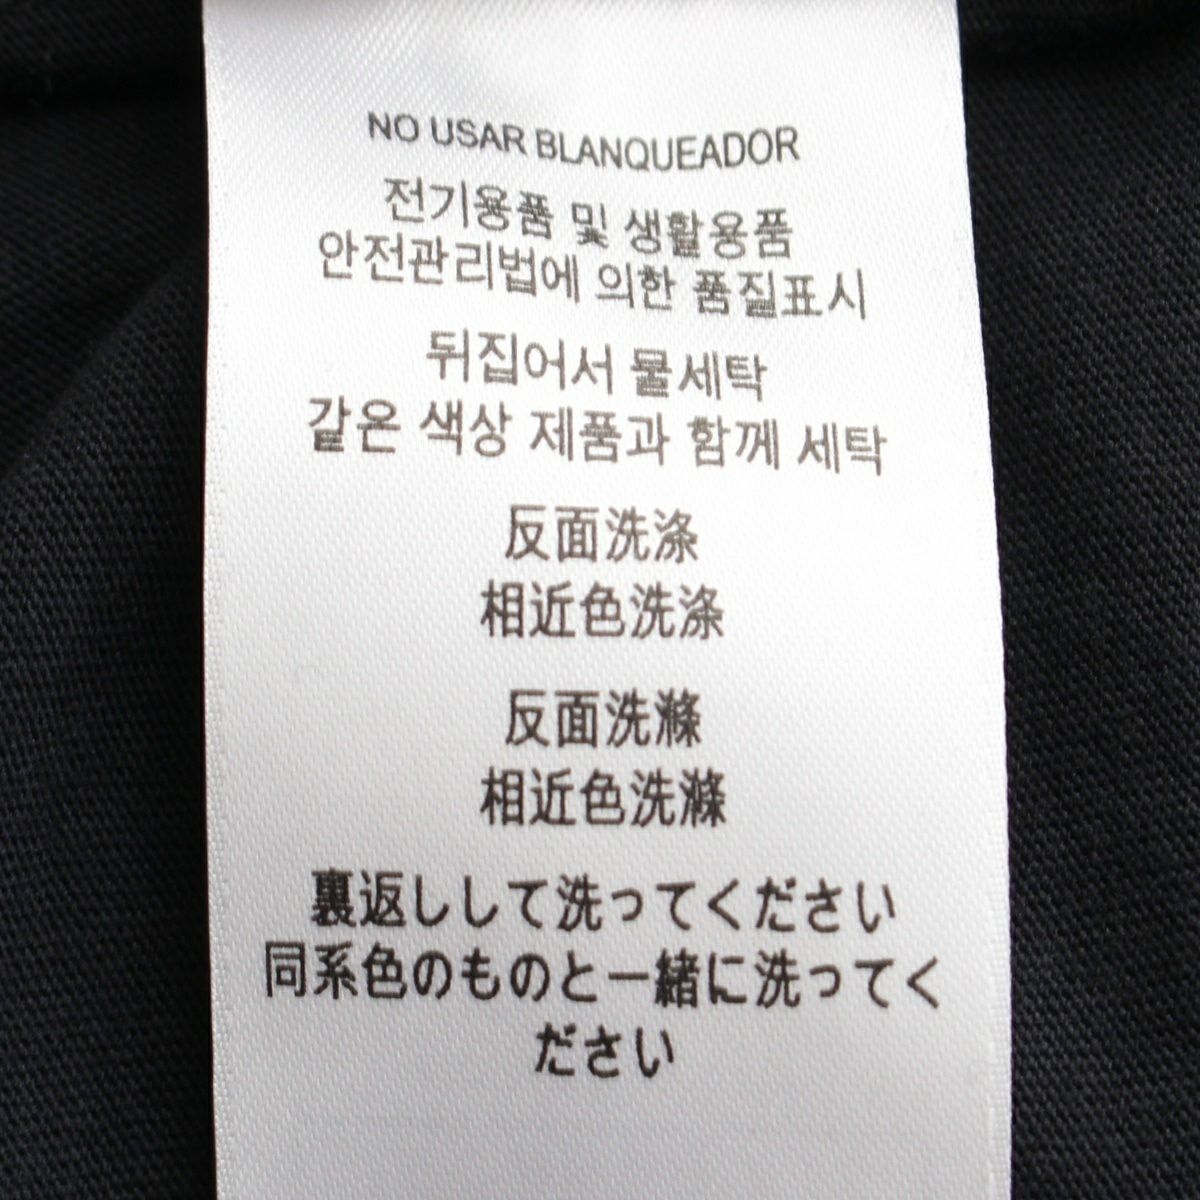 NO USAR BLANQUEADOR
전기용품 및 생활용품
안전관리법에 의한 품질표시
뒤집어서 물세탁
같은 색상 제품과 함께 세탁
反面洗涤
相近色洗涤
反面洗滌
相近色洗滌
裏返しして洗ってください
同系色のものと一緒に洗ってく
ださい